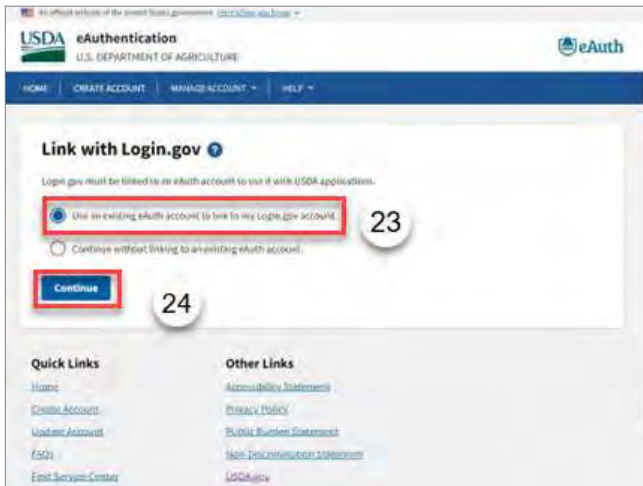 An official website of the United States government Here's how you know
USDA eAuthentication
U.S. DEPARTMENT OF AGRICULTURE
eAuth
HOME CREATE ACCOUNT MANAGE ACCOUNT HELP
Link with Login.gov ?
Login.gov must be linked to an eAuth account to use it with USDA applications.
Use an existing eAuth account to link to my Login.gov account.
23
Continue without linking to an existing eAuth account.
Continue
24
Quick Links Other Links
Home Accessibility Statement
Create Account Privacy Policy
Update Account Public Burden Statement
FAQs Non-Discrimination Statement
Find Service Center USDA.gov